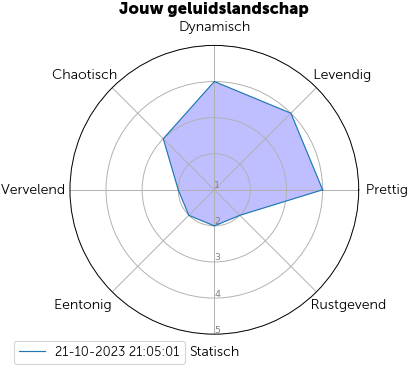 Jouw geluidslandschap
Dynamisch
Chaotisch
Levendig
Vervelend
1
Prettig
2
3
4
Eentonig
Rustgevend
5
21-10-2023 21:05:01
Statisch